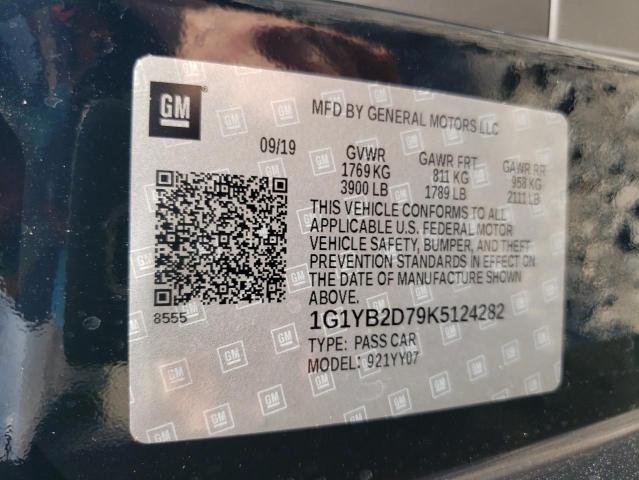 GM
MFD BY GENERAL MOTORS LLC
09/19
GVWR GAWR FRT GAWR RR
1769 KG 811 KG 958 KG
3900 LB 1789 LB 2111 LB
THIS VEHICLE CONFORMS TO ALL
APPLICABLE U.S. FEDERAL MOTOR
VEHICLE SAFETY, BUMPER, AND THEFT
PREVENTION STANDARDS IN EFFECT ON
THE DATE OF MANUFACTURE SHOWN
ABOVE.
8555
1G1YB2D79K5124282
TYPE: PASS CAR
MODEL: 921YY07